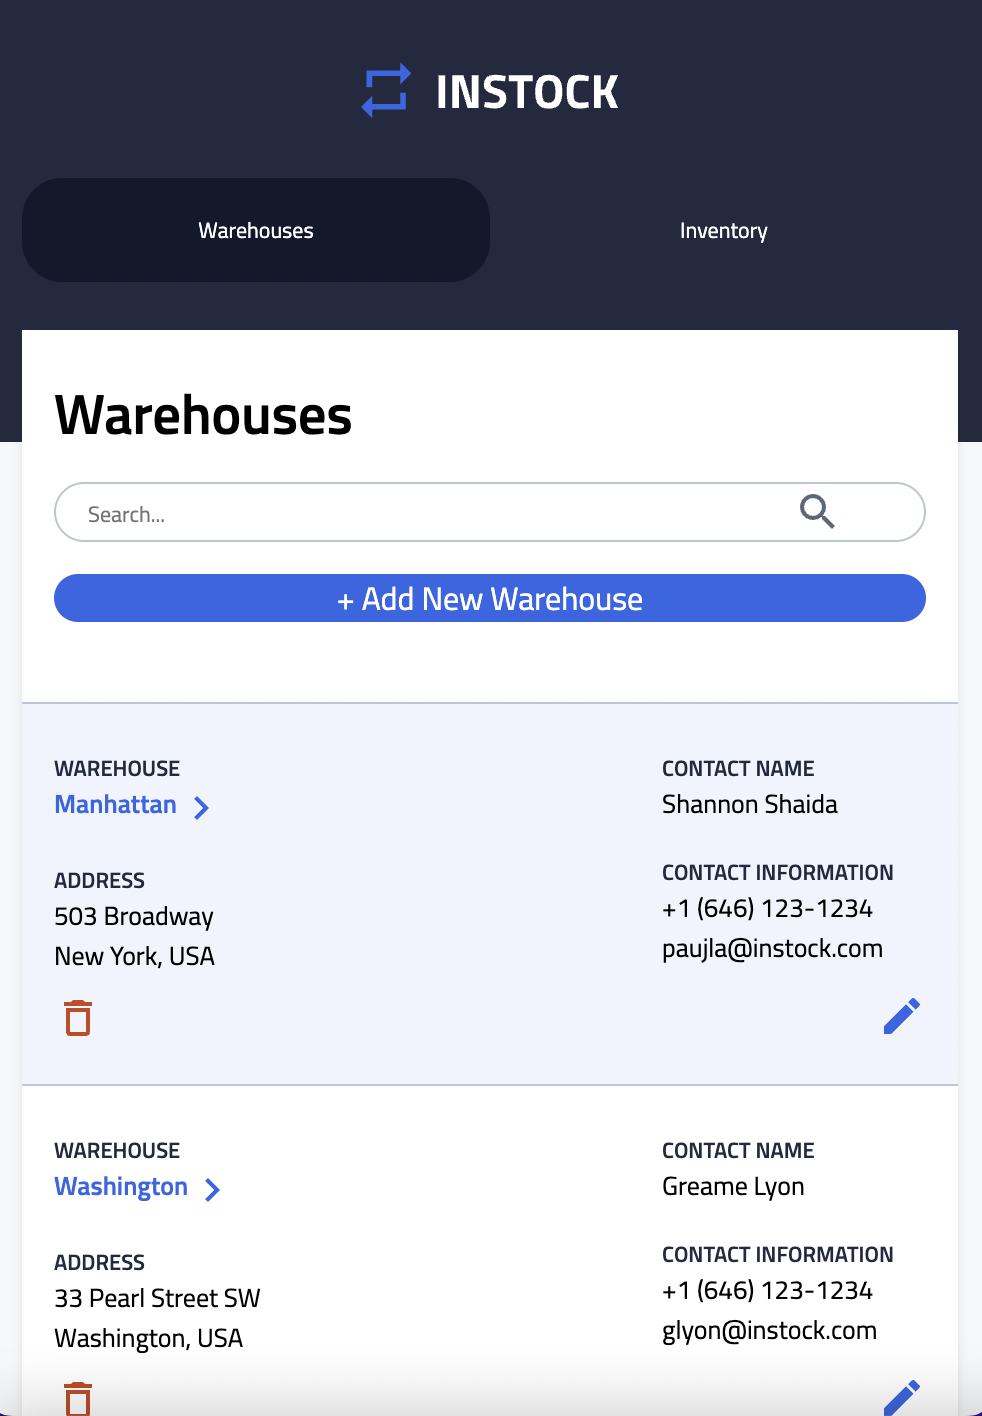 INSTOCK
Warehouses
Inventory
Warehouses
Search...
+ Add New Warehouse
WAREHOUSE
Manhattan
CONTACT NAME
Shannon Shaida
ADDRESS
503 Broadway
New York, USA
CONTACT INFORMATION
+1 (646) 123-1234
paujla@instock.com
WAREHOUSE
Washington
CONTACT NAME
Greame Lyon
ADDRESS
33 Pearl Street SW
Washington, USA
CONTACT INFORMATION
+1 (646) 123-1234
glyon@instock.com